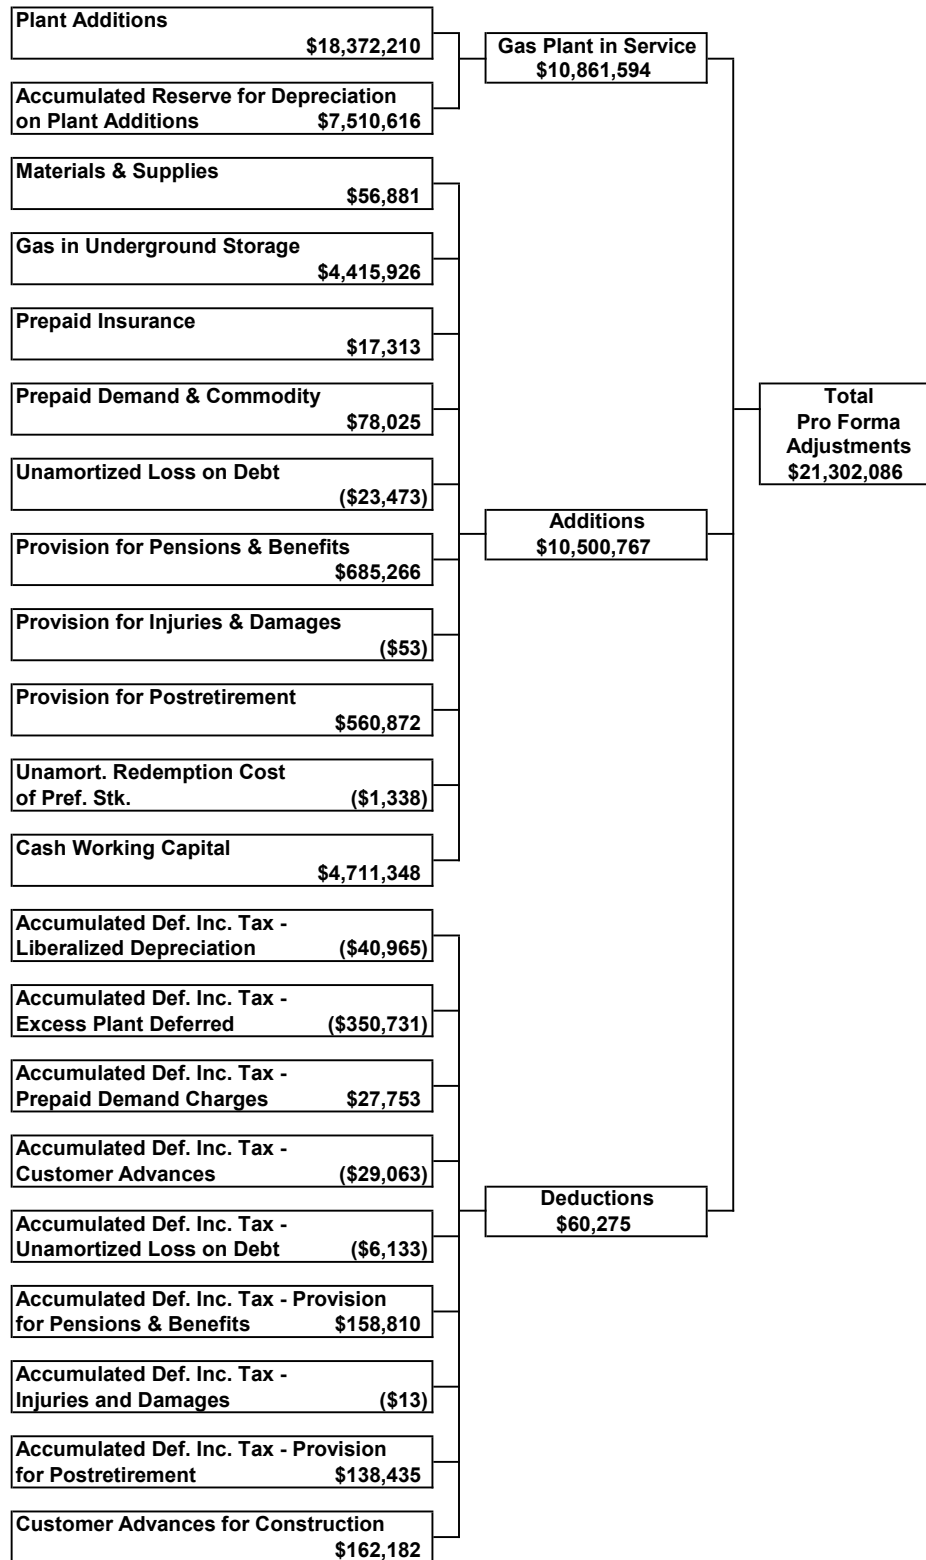 Plant Additions
$18,372,210
Accumulated Reserve for Depreciation
on Plant Additions $7,510,616
Gas Plant in Service
$10,861,594
Materials & Supplies
$56,881
Gas in Underground Storage
$4,415,926
Prepaid Insurance
$17,313
Prepaid Demand & Commodity
$78,025
Unamortized Loss on Debt
($23,473)
Provision for Pensions & Benefits
$685,266
Provision for Injuries & Damages
($53)
Provision for Postretirement
$560,872
Unamort. Redemption Cost
of Pref. Stk. ($1,338)
Cash Working Capital
$4,711,348
Additions
$10,500,767
Total
Pro Forma
Adjustments
$21,302,086
Accumulated Def. Inc. Tax -
Liberalized Depreciation ($40,965)
Accumulated Def. Inc. Tax -
Excess Plant Deferred ($350,731)
Accumulated Def. Inc. Tax -
Prepaid Demand Charges $27,753
Accumulated Def. Inc. Tax -
Customer Advances ($29,063)
Accumulated Def. Inc. Tax -
Unamortized Loss on Debt ($6,133)
Accumulated Def. Inc. Tax - Provision
for Pensions & Benefits $158,810
Accumulated Def. Inc. Tax -
Injuries and Damages ($13)
Accumulated Def. Inc. Tax - Provision
for Postretirement $138,435
Customer Advances for Construction
$162,182
Deductions
$60,275